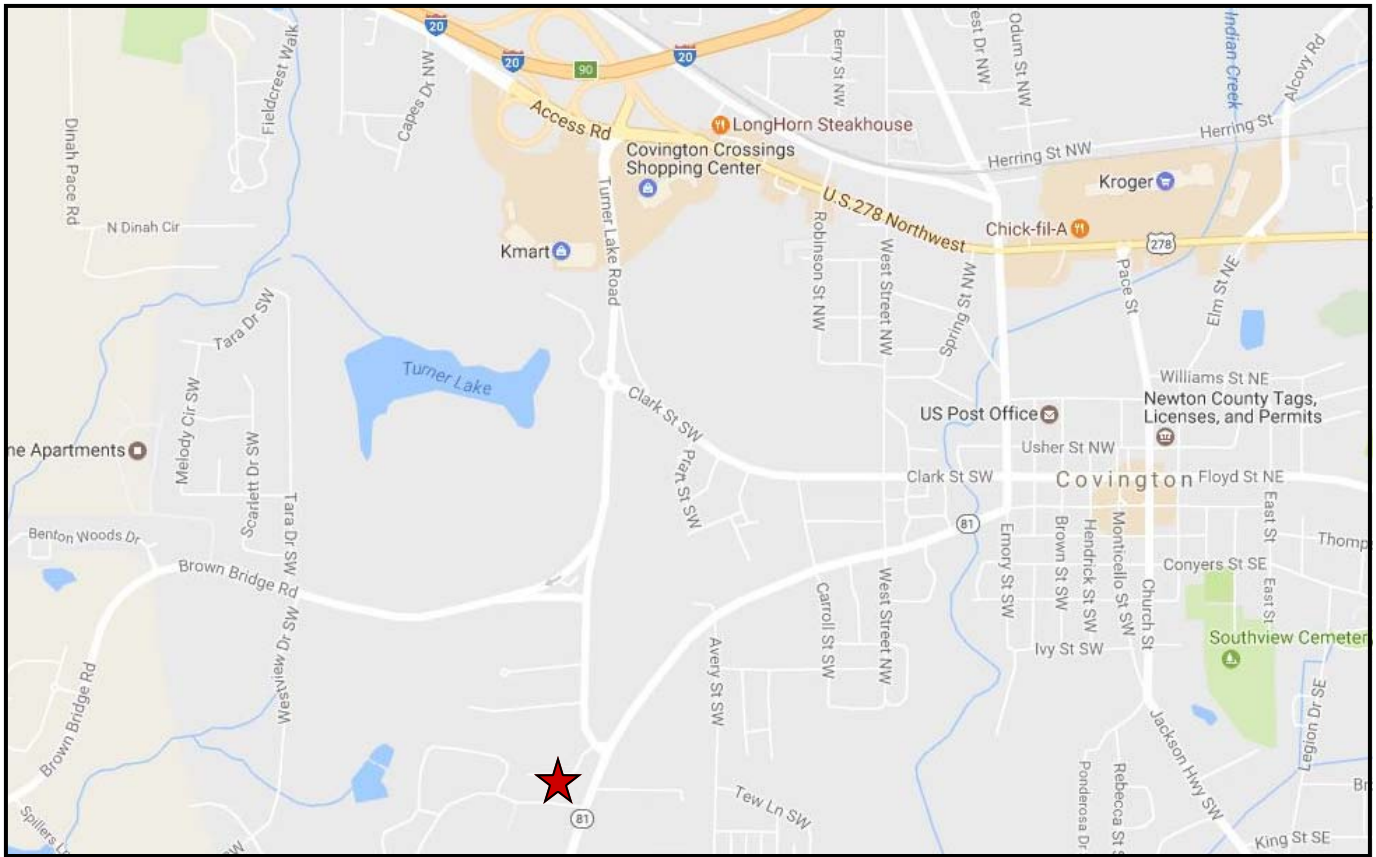 20
20
20
90
Fieldcrest Walk
Capes Dr NW
Access Rd
LongHorn Steakhouse
Berry St NW
est Dr NW
Odum St NW
Indian Creek
Alcovy Rd
Herring St
Herring St NW
Dinah Pace Rd
N Dinah Cir
Covington Crossings
Shopping Center
Kroger
Turner Lake Road
U.S.278 Northwest
Chick-fil-A
278
Kmart
Robinson St NW
West Street NW
Spring St NW
Pace St
Elm St NE
Tara Dr SW
Turner Lake
Melody Cir SW
Clark St SW
Williams St NE
Newton County Tags,
Licenses, and Permits
US Post Office
Usher St NW
ne Apartments
Scarlett Dr SW
Pratt St SW
Clark St SW
Covington
Floyd St NE
Tara Dr SW
81
Emory St SW
Brown St SW
Hendrick St SW
Monticello St SW
East St
Thomp
Benton Woods Dr
Brown Bridge Rd
Conyers St SE
Church St
East St
Carroll St SW
West Street NW
Westview Dr SW
Avery St SW
Ivy St SW
Southview Cemeter
Brown Bridge Rd
Legion Dr SE
Jackson Hwy SW
Ponderosa Dr
Rebecca St S
Tew Ln SW
81
Spillers Ln
SW
Br
King St SE